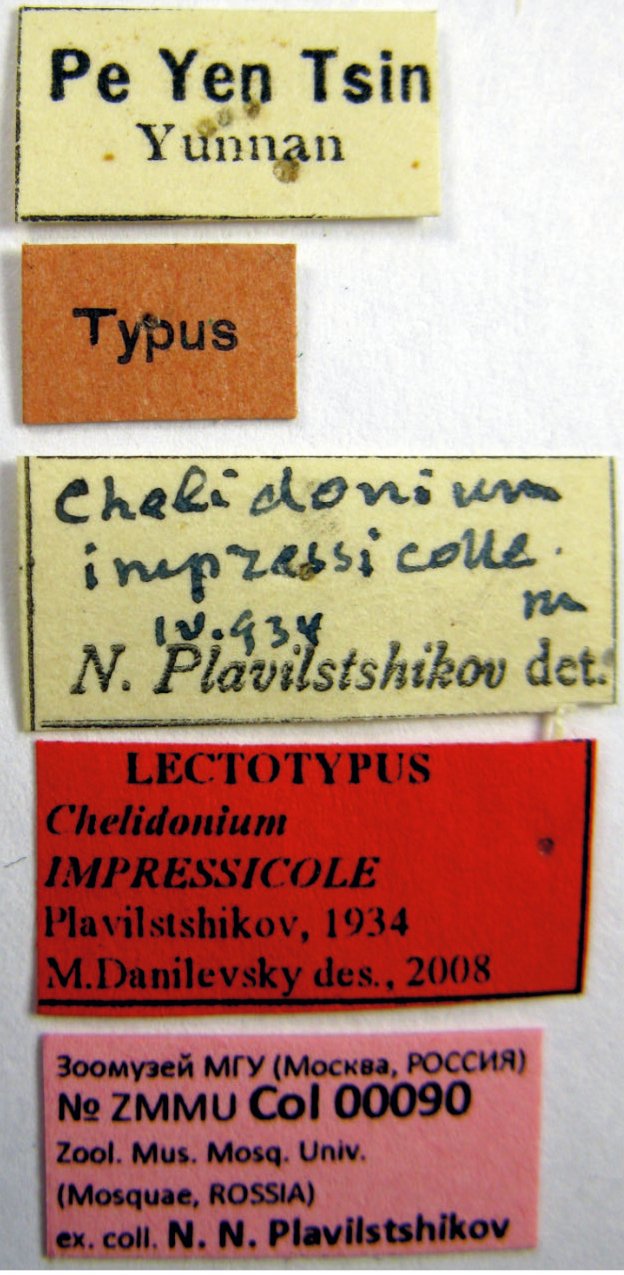 Pe Yen Tsin
Yunnan
Typus
Chelidonium
impressicolle.
m
IV.934
N. Plavilstshikov det.
LECTOTYPUS
Chelidonium
IMPRESSICOLE
Plavilstshikov, 1934
M.Danilevsky des., 2008
Зоомузей МГУ (Москва, РОССИЯ)
№ ZMMU Col 00090
Zool. Mus. Mosq. Univ.
(Mosquae, ROSSIA)
ex. coll. N. N. Plavilstshikov